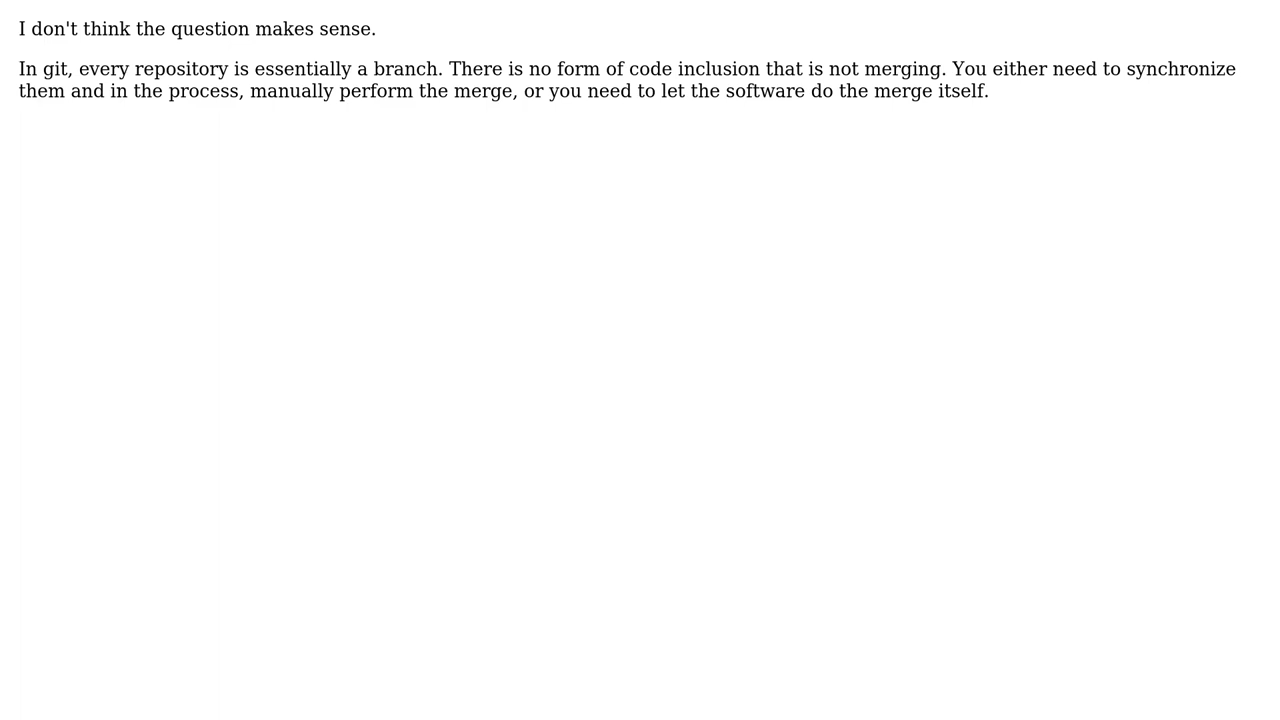 I don't think the question makes sense.
In git, every repository is essentially a branch. There is no form of code inclusion that is not merging. You either need to synchronize
them and in the process, manually perform the merge, or you need to let the software do the merge itself.